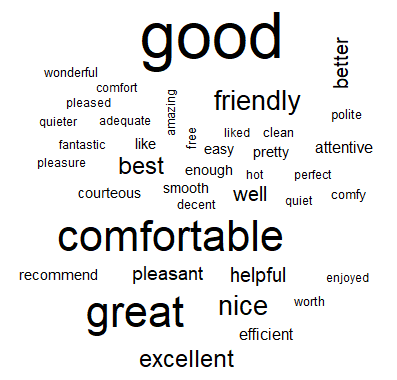 good
better
wonderful
comfort
pleased
amazing
friendly
polite
quieter
adequate
free
liked
clean
fantastic
like
easy
pretty
attentive
pleasure
best
enough
hot
perfect
courteous
smooth
well
quiet
comfy
decent
comfortable
recommend
pleasant
helpful
enjoyed
great
nice
worth
efficient
excellent